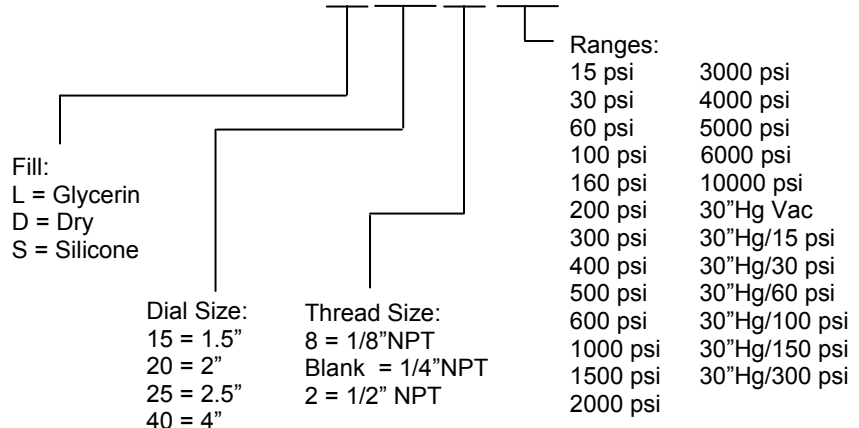 Ranges:
15 psi 3000 psi
30 psi 4000 psi
60 psi 5000 psi
100 psi 6000 psi
160 psi 10000 psi
200 psi 30”Hg Vac
300 psi 30”Hg/15 psi
400 psi 30”Hg/30 psi
500 psi 30”Hg/60 psi
600 psi 30”Hg/100 psi
1000 psi 30”Hg/150 psi
1500 psi 30”Hg/300 psi
2000 psi
Fill:
L = Glycerin
D = Dry
S = Silicone
Dial Size:
15 = 1.5”
20 = 2”
25 = 2.5”
40 = 4”
Thread Size:
8 = 1/8”NPT
Blank = 1/4”NPT
2 = 1/2” NPT